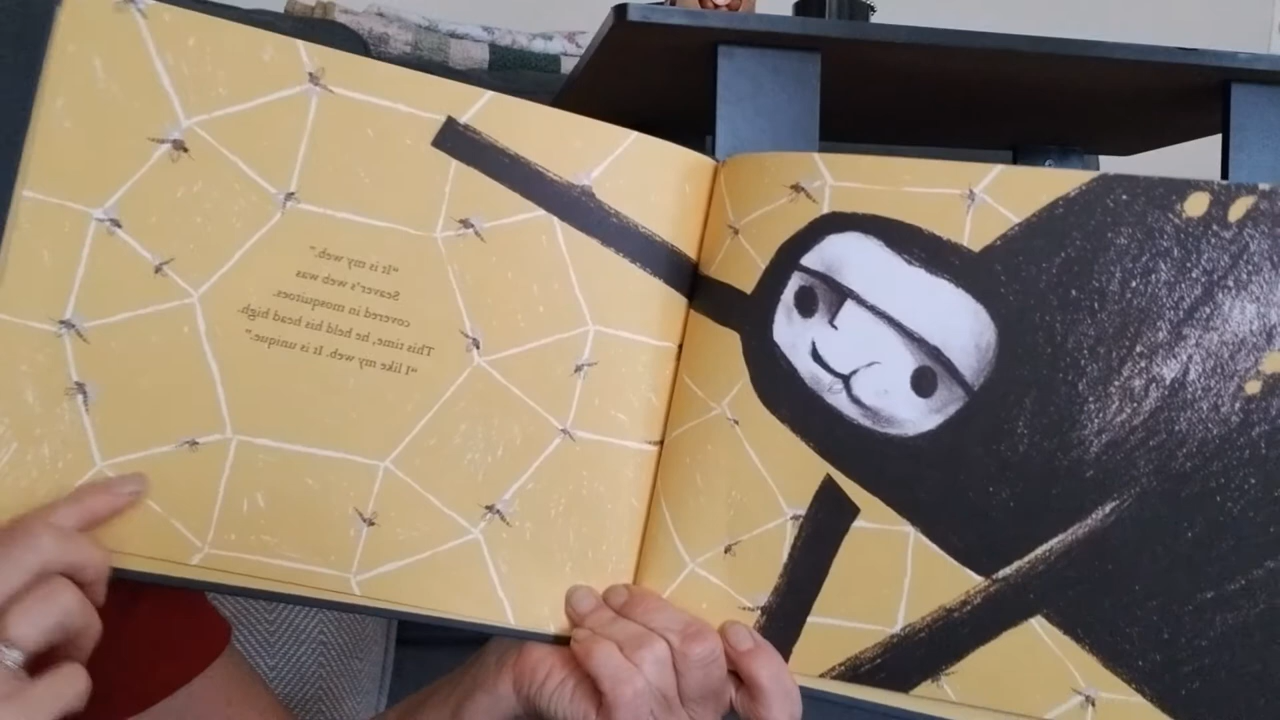 "It is my web."
Seaver's web was
covered in mosquitoes.
This time, he held his head high.
"I like my web. It is unique."